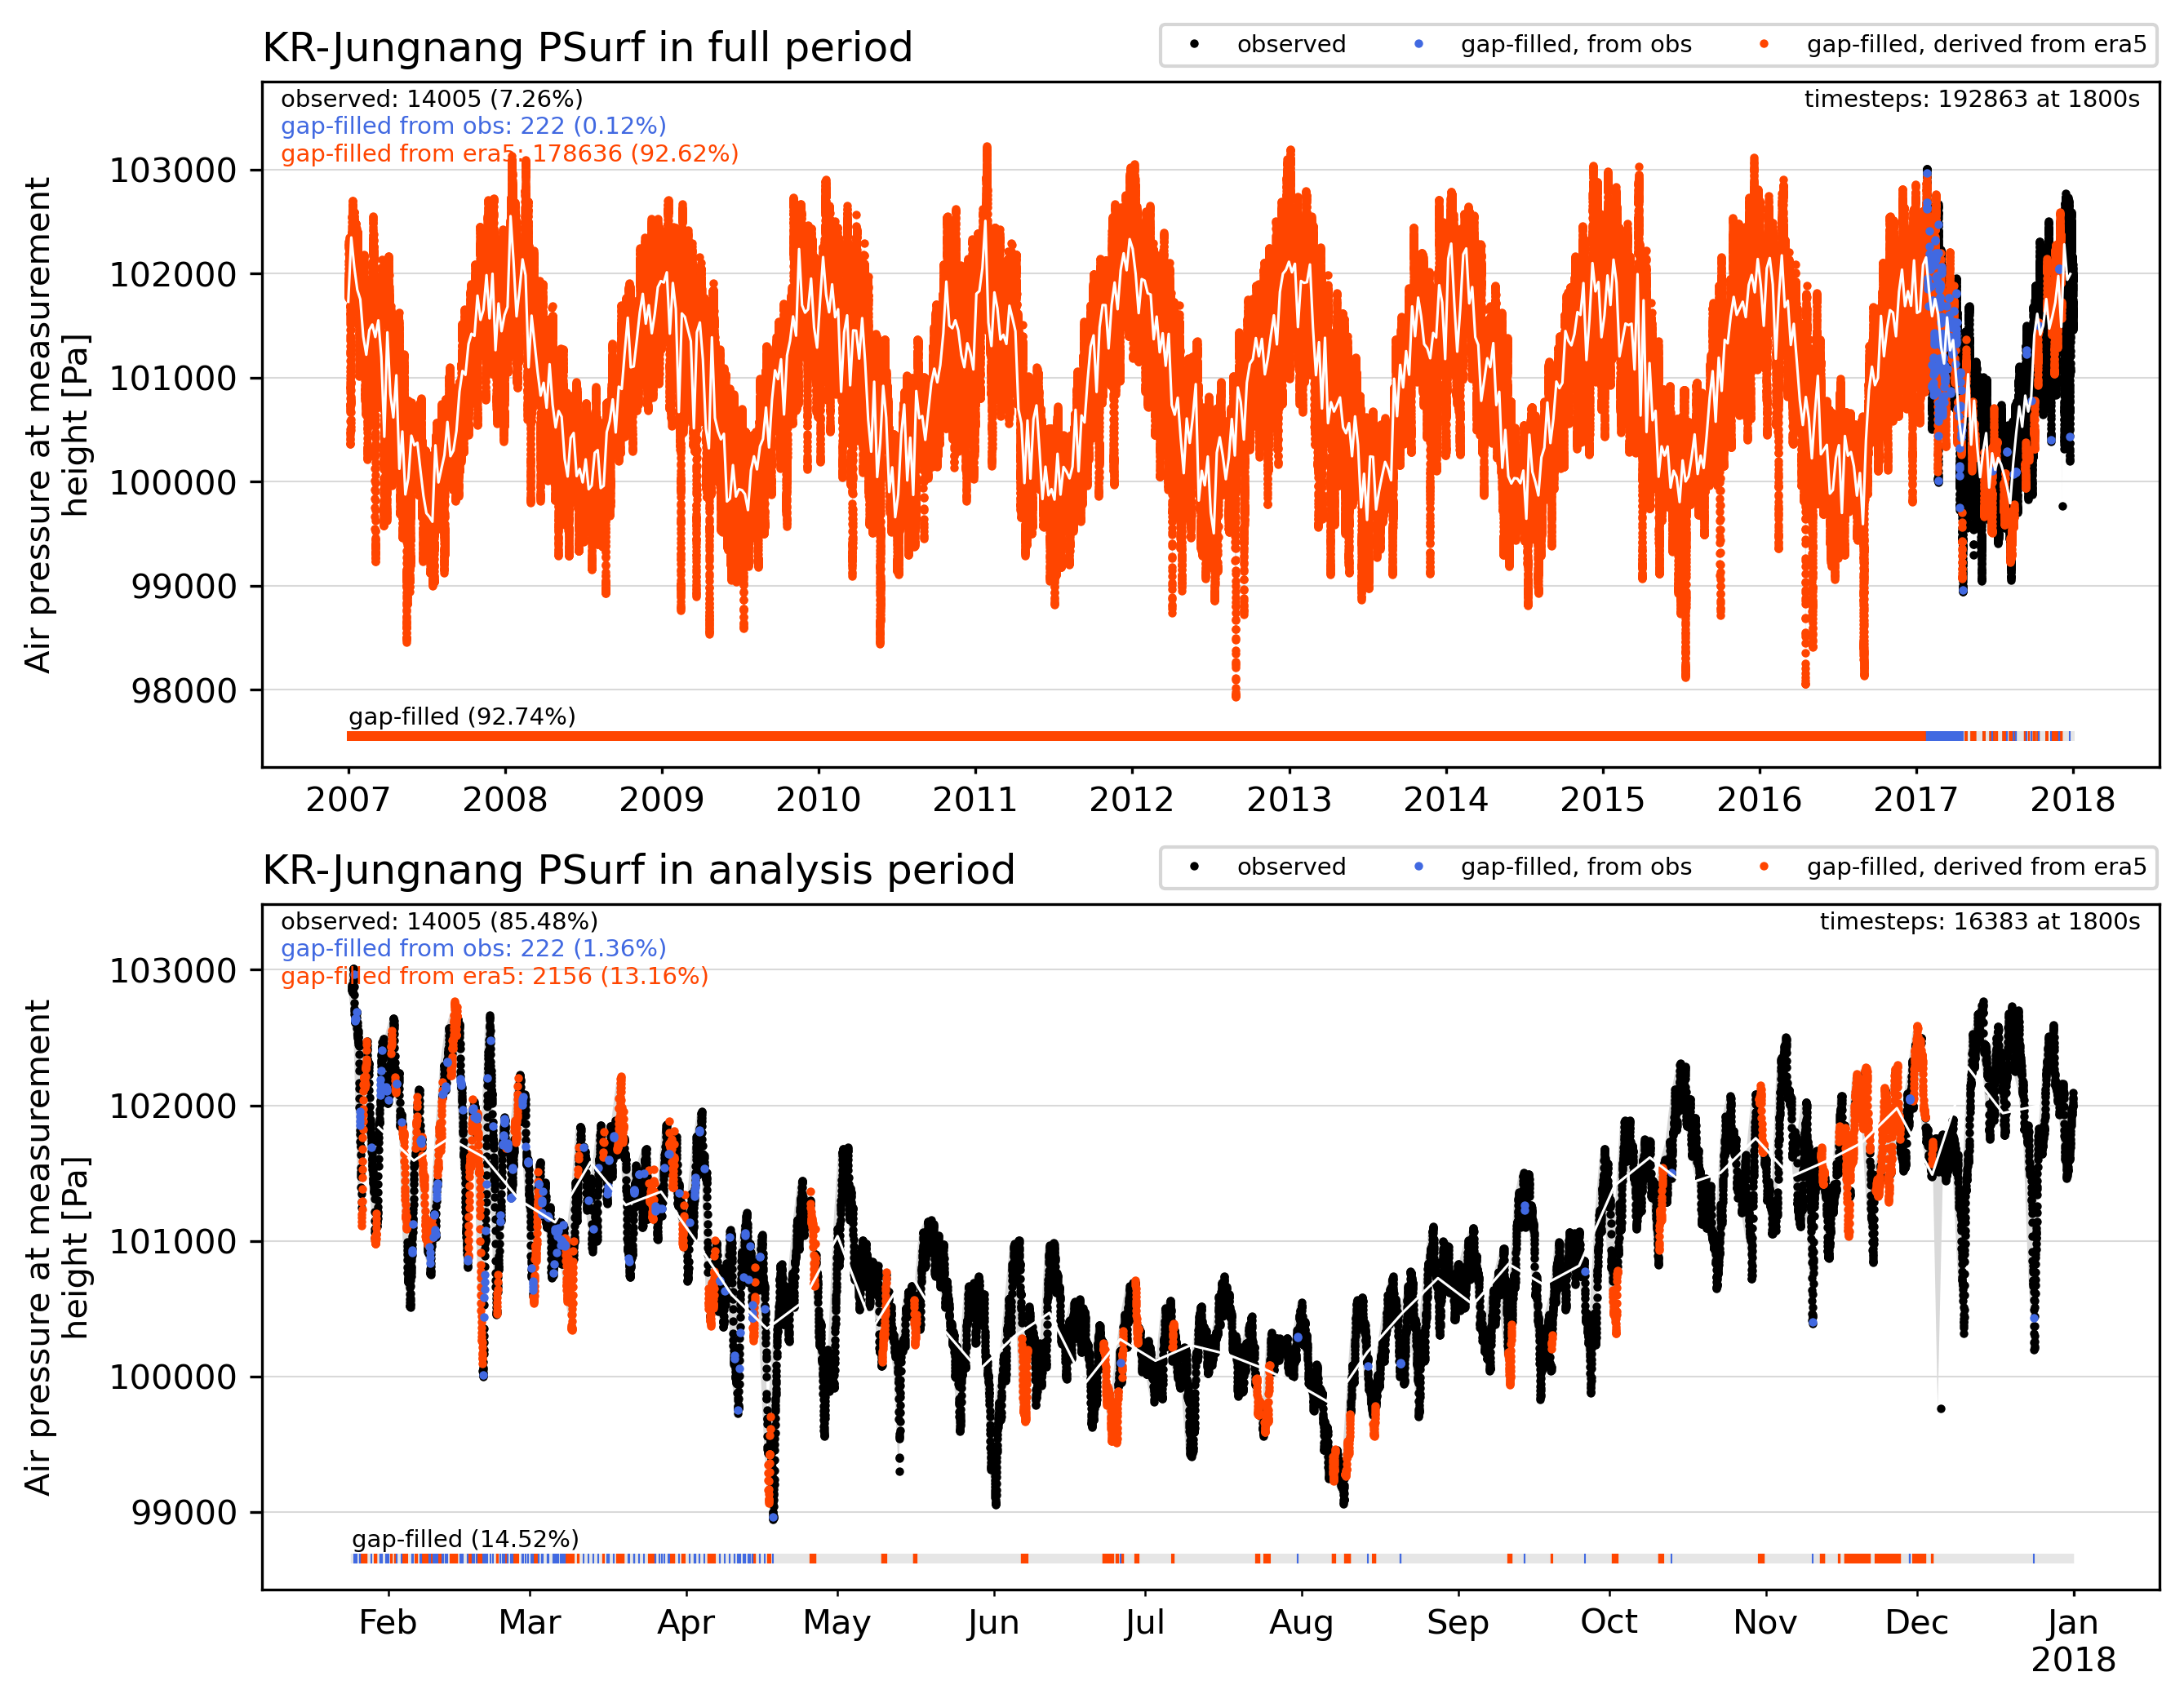 KR-Jungnang PSurf in full period
observed
gap-filled, from obs
gap-filled, derived from era5
observed: 14005 (7.26%)
timesteps: 192863 at 1800s
gap-filled from obs: 222 (0.12%)
gap-filled from era5: 178636 (92.62%)
Air pressure at measurement
height [Pa]
103000
102000
101000
100000
99000
98000
gap-filled (92.74%)
2007
2008
2009
2010
2011
2012
2013
2014
2015
2016
2017
2018
KR-Jungnang PSurf in analysis period
observed
gap-filled, from obs
gap-filled, derived from era5
observed: 14005 (85.48%)
timesteps: 16383 at 1800s
gap-filled from obs: 222 (1.36%)
gap-filled from era5: 2156 (13.16%)
Air pressure at measurement
height [Pa]
103000
102000
101000
100000
99000
gap-filled (14.52%)
Feb
Mar
Apr
May
Jun
Jul
Aug
Sep
Oct
Nov
Dec
Jan
2018